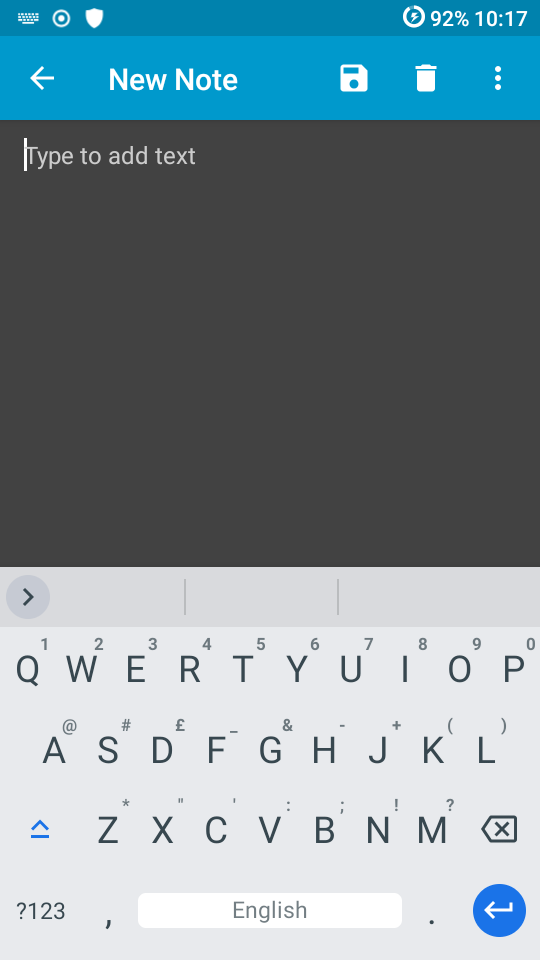 92% 10:17
New Note
Type to add text
1 2 3 4 5 6 7 8 9 0
Q W E R T Y U I O P
@ # £ _ & - + ( )
A S D F G H J K L
* " ' : ; ! ?
Z X C V B N M
?123 , English .